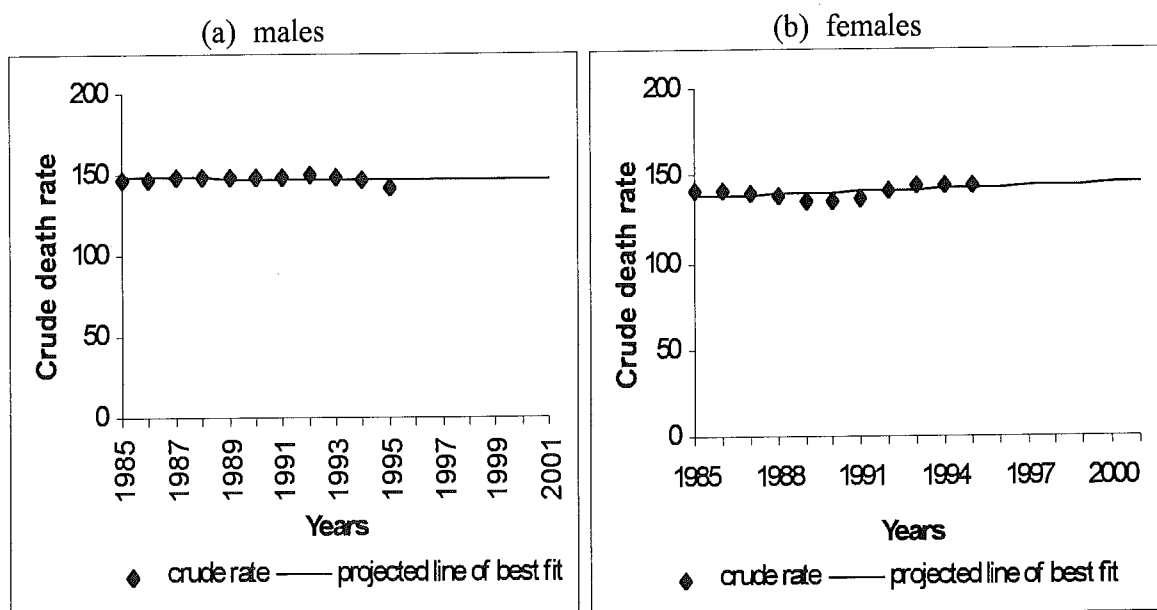 (a) males
200
150
100
50
0
Crude death rate
1985
1987
1989
1991
1993
1995
1997
1999
2001
Years
crude rate projected line of best fit
(b) females
200
150
100
50
0
Crude death rate
1985 1988 1991 1994 1997 2000
Years
crude rate projected line of best fit